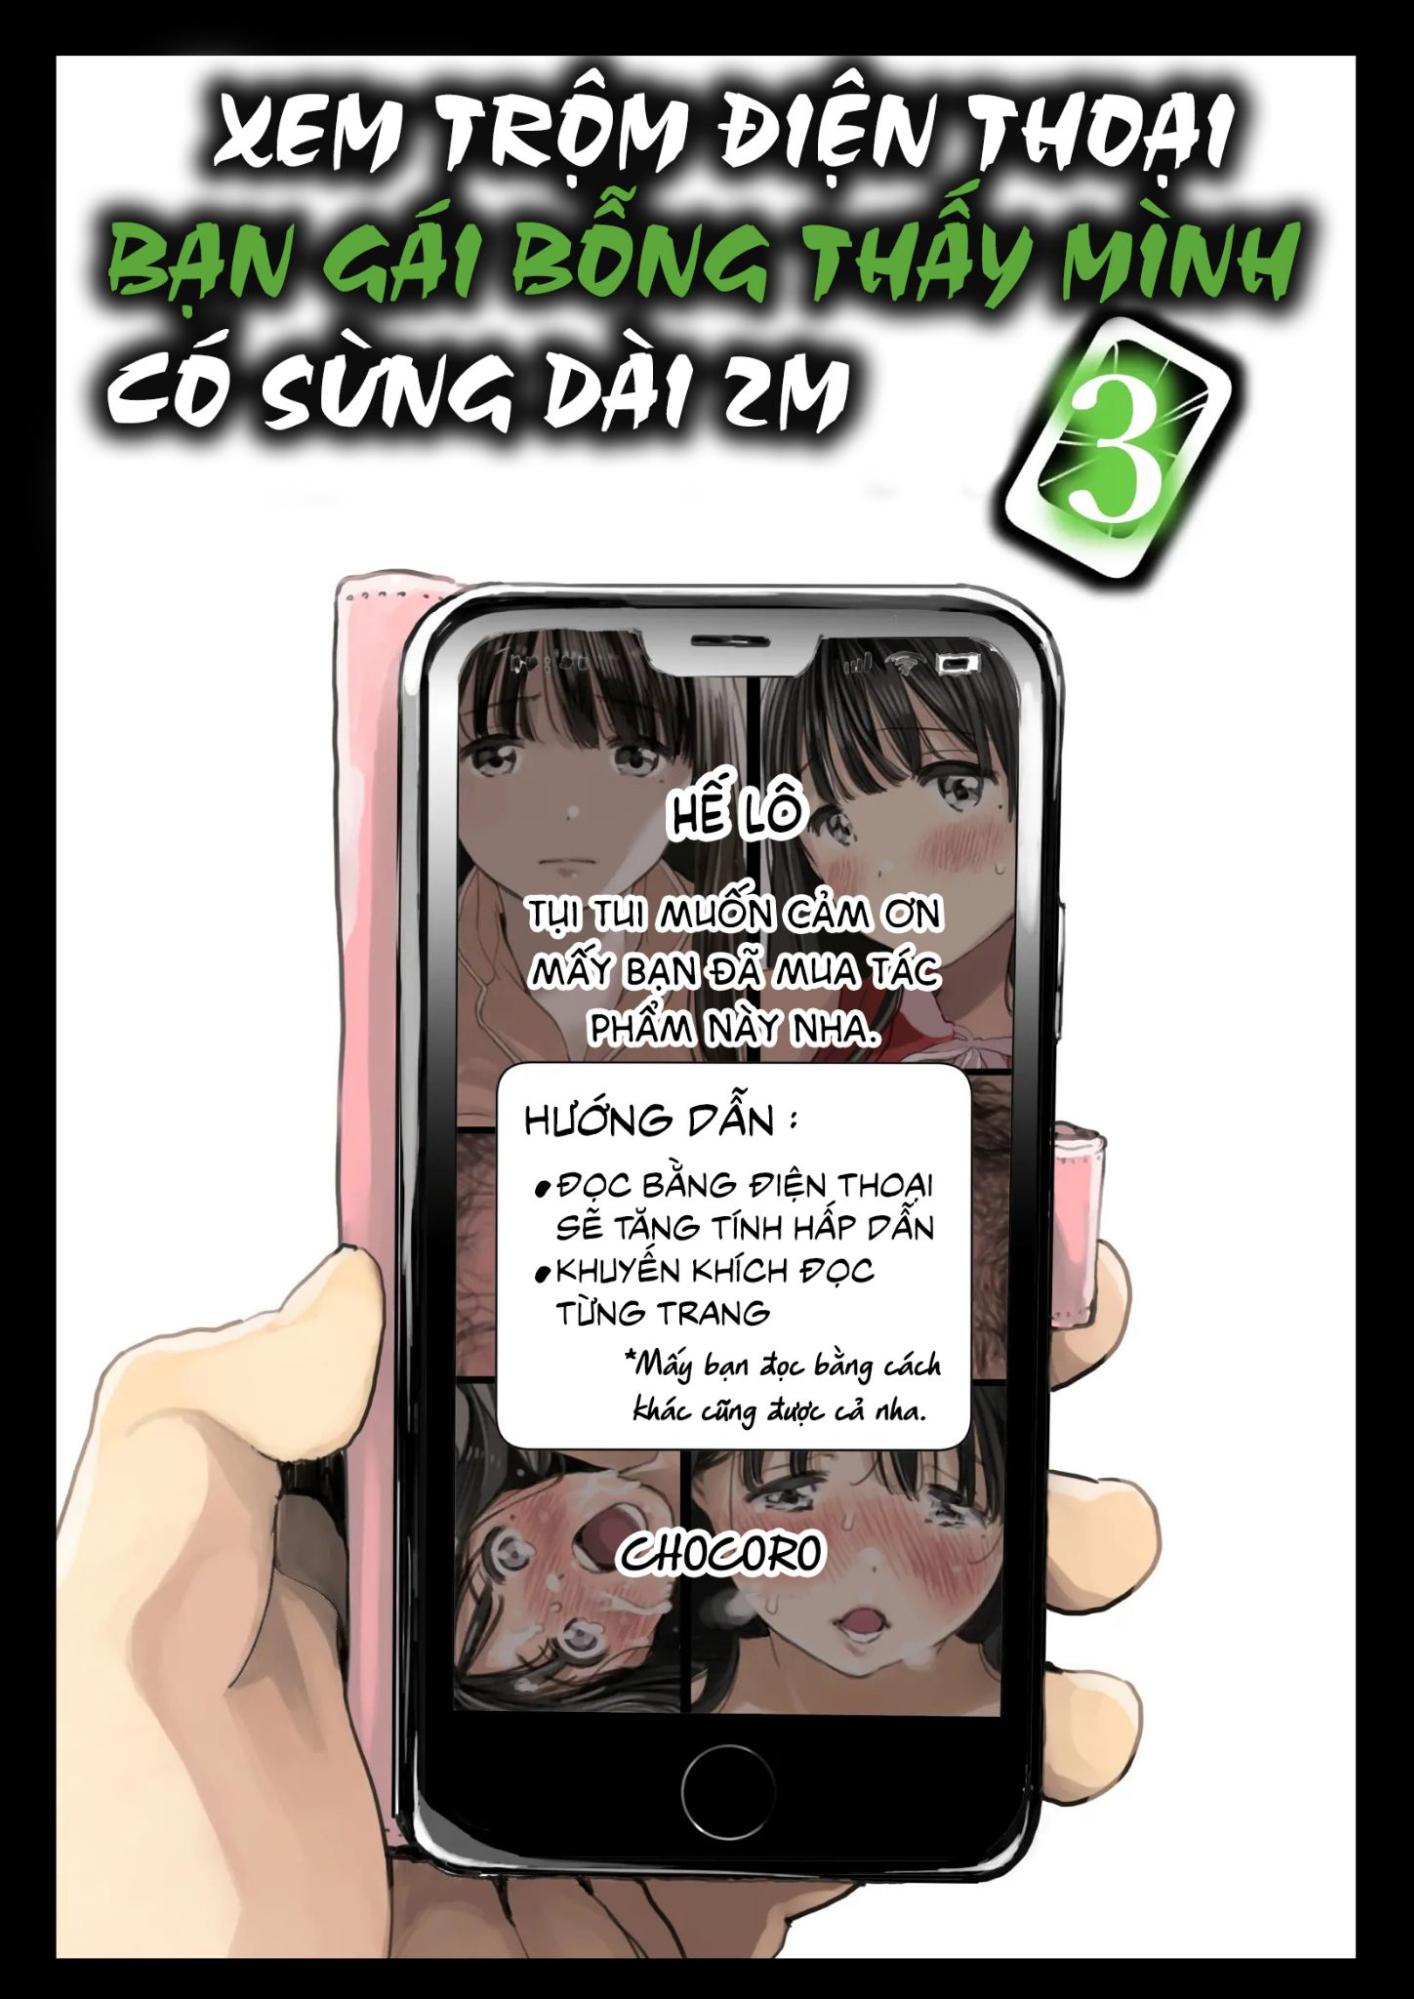 XEM TRỘM ĐIỆN THOẠI
BẠN GÁI BỖNG THẤY MÌNH
CÓ SỪNG DÀI 2M
3
HẾ LÔ
TỤI TUI MUỐN CẢM ƠN
MẤY BẠN ĐÃ MUA TÁC
PHẨM NÀY NHA.
HƯỚNG DẪN :
•ĐỌC BẰNG ĐIỆN THOẠI
SẼ TĂNG TÍNH HẤP DẪN
•KHUYẾN KHÍCH ĐỌC
TỪNG TRANG
*Mấy bạn đọc bằng cách
khác cũng được cả nha.
CHOCORO